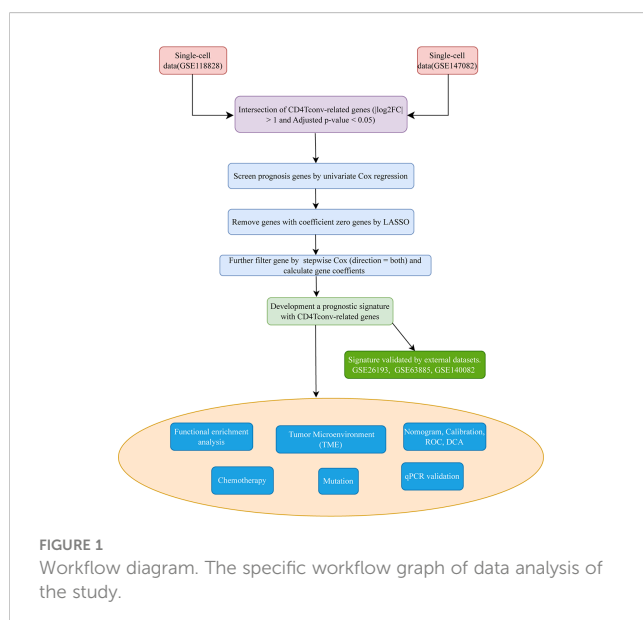 Single-cell
data(GSE118828)
Single-cell
data(GSE147082)
Intersection of CD4Tconv-related genes (|log2FC|
> 1 and Adjusted p-value < 0.05)
Screen prognosis genes by univariate Cox regression
Remove genes with coefficient zero genes by LASSO
Further filter gene by stepwise Cox (direction = both) and
calculate gene coeffients
Development a prognostic signature
with CD4Tconv-related genes
Signature validated by external datasets.
GSE26193, GSE63885, GSE140082
Functional enrichment
analysis
Tumor Microenvironment
(TME)
Nomogram, Calibration,
ROC, DCA
Chemotherapy
Mutation
qPCR validation
FIGURE 1
Workflow diagram. The specific workflow graph of data analysis of
the study.